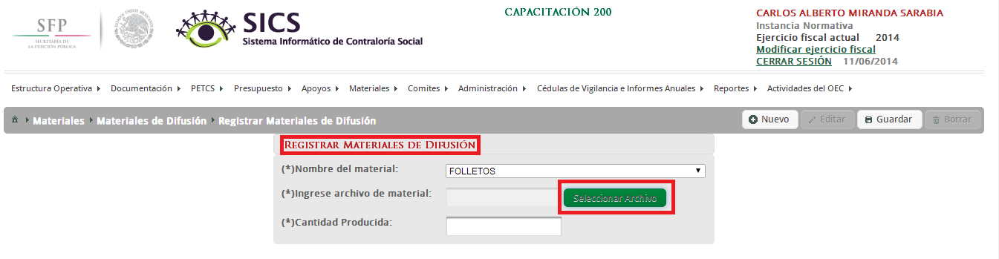 SFP
SECRETARÍA DE
LA FUNCIÓN PÚBLICA
ESTADOS UNIDOS MEXICANOS
SICS
Sistema Informático de Contraloría Social
CAPACITACIÓN 200
CARLOS ALBERTO MIRANDA SARABIA
Instancia Normativa
Ejercicio fiscal actual 2014
Modificar ejercicio fiscal
CERRAR SESIÓN 11/06/2014
Estructura Operativa Documentación PETCS Presupuesto Apoyos Materiales Comites Administración Cédulas de Vigilancia e Informes Anuales Reportes Actividades del OEC
Materiales Materiales de Difusión Registrar Materiales de Difusión Nuevo Editar Guardar Borrar
REGISTRAR MATERIALES DE DIFUSIÓN
(*)Nombre del material: FOLLETOS
(*)Ingrese archivo de material: Seleccionar Archivo
(*)Cantidad Producida: